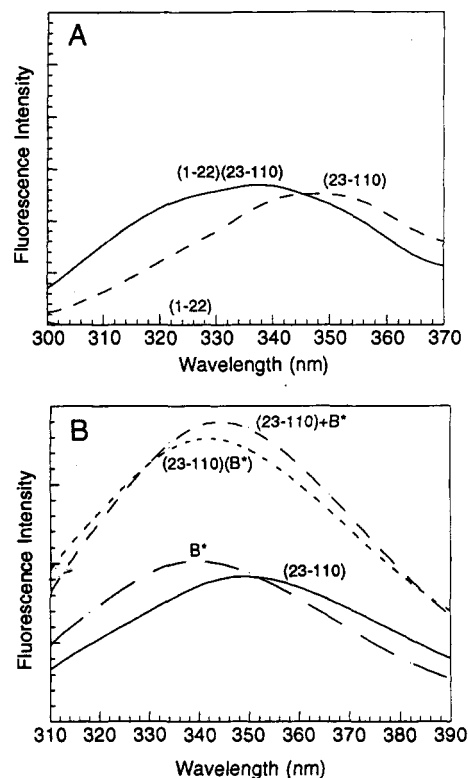 A
Fluorescence Intensity
(1-22)(23-110)
(23-110)
(1-22)
300 310 320 330 340 350 360 370
Wavelength (nm)
B
Fluorescence Intensity
(23-110)+B*
(23-110)(B*)
B*
(23-110)
310 320 330 340 350 360 370 380 390
Wavelength (nm)